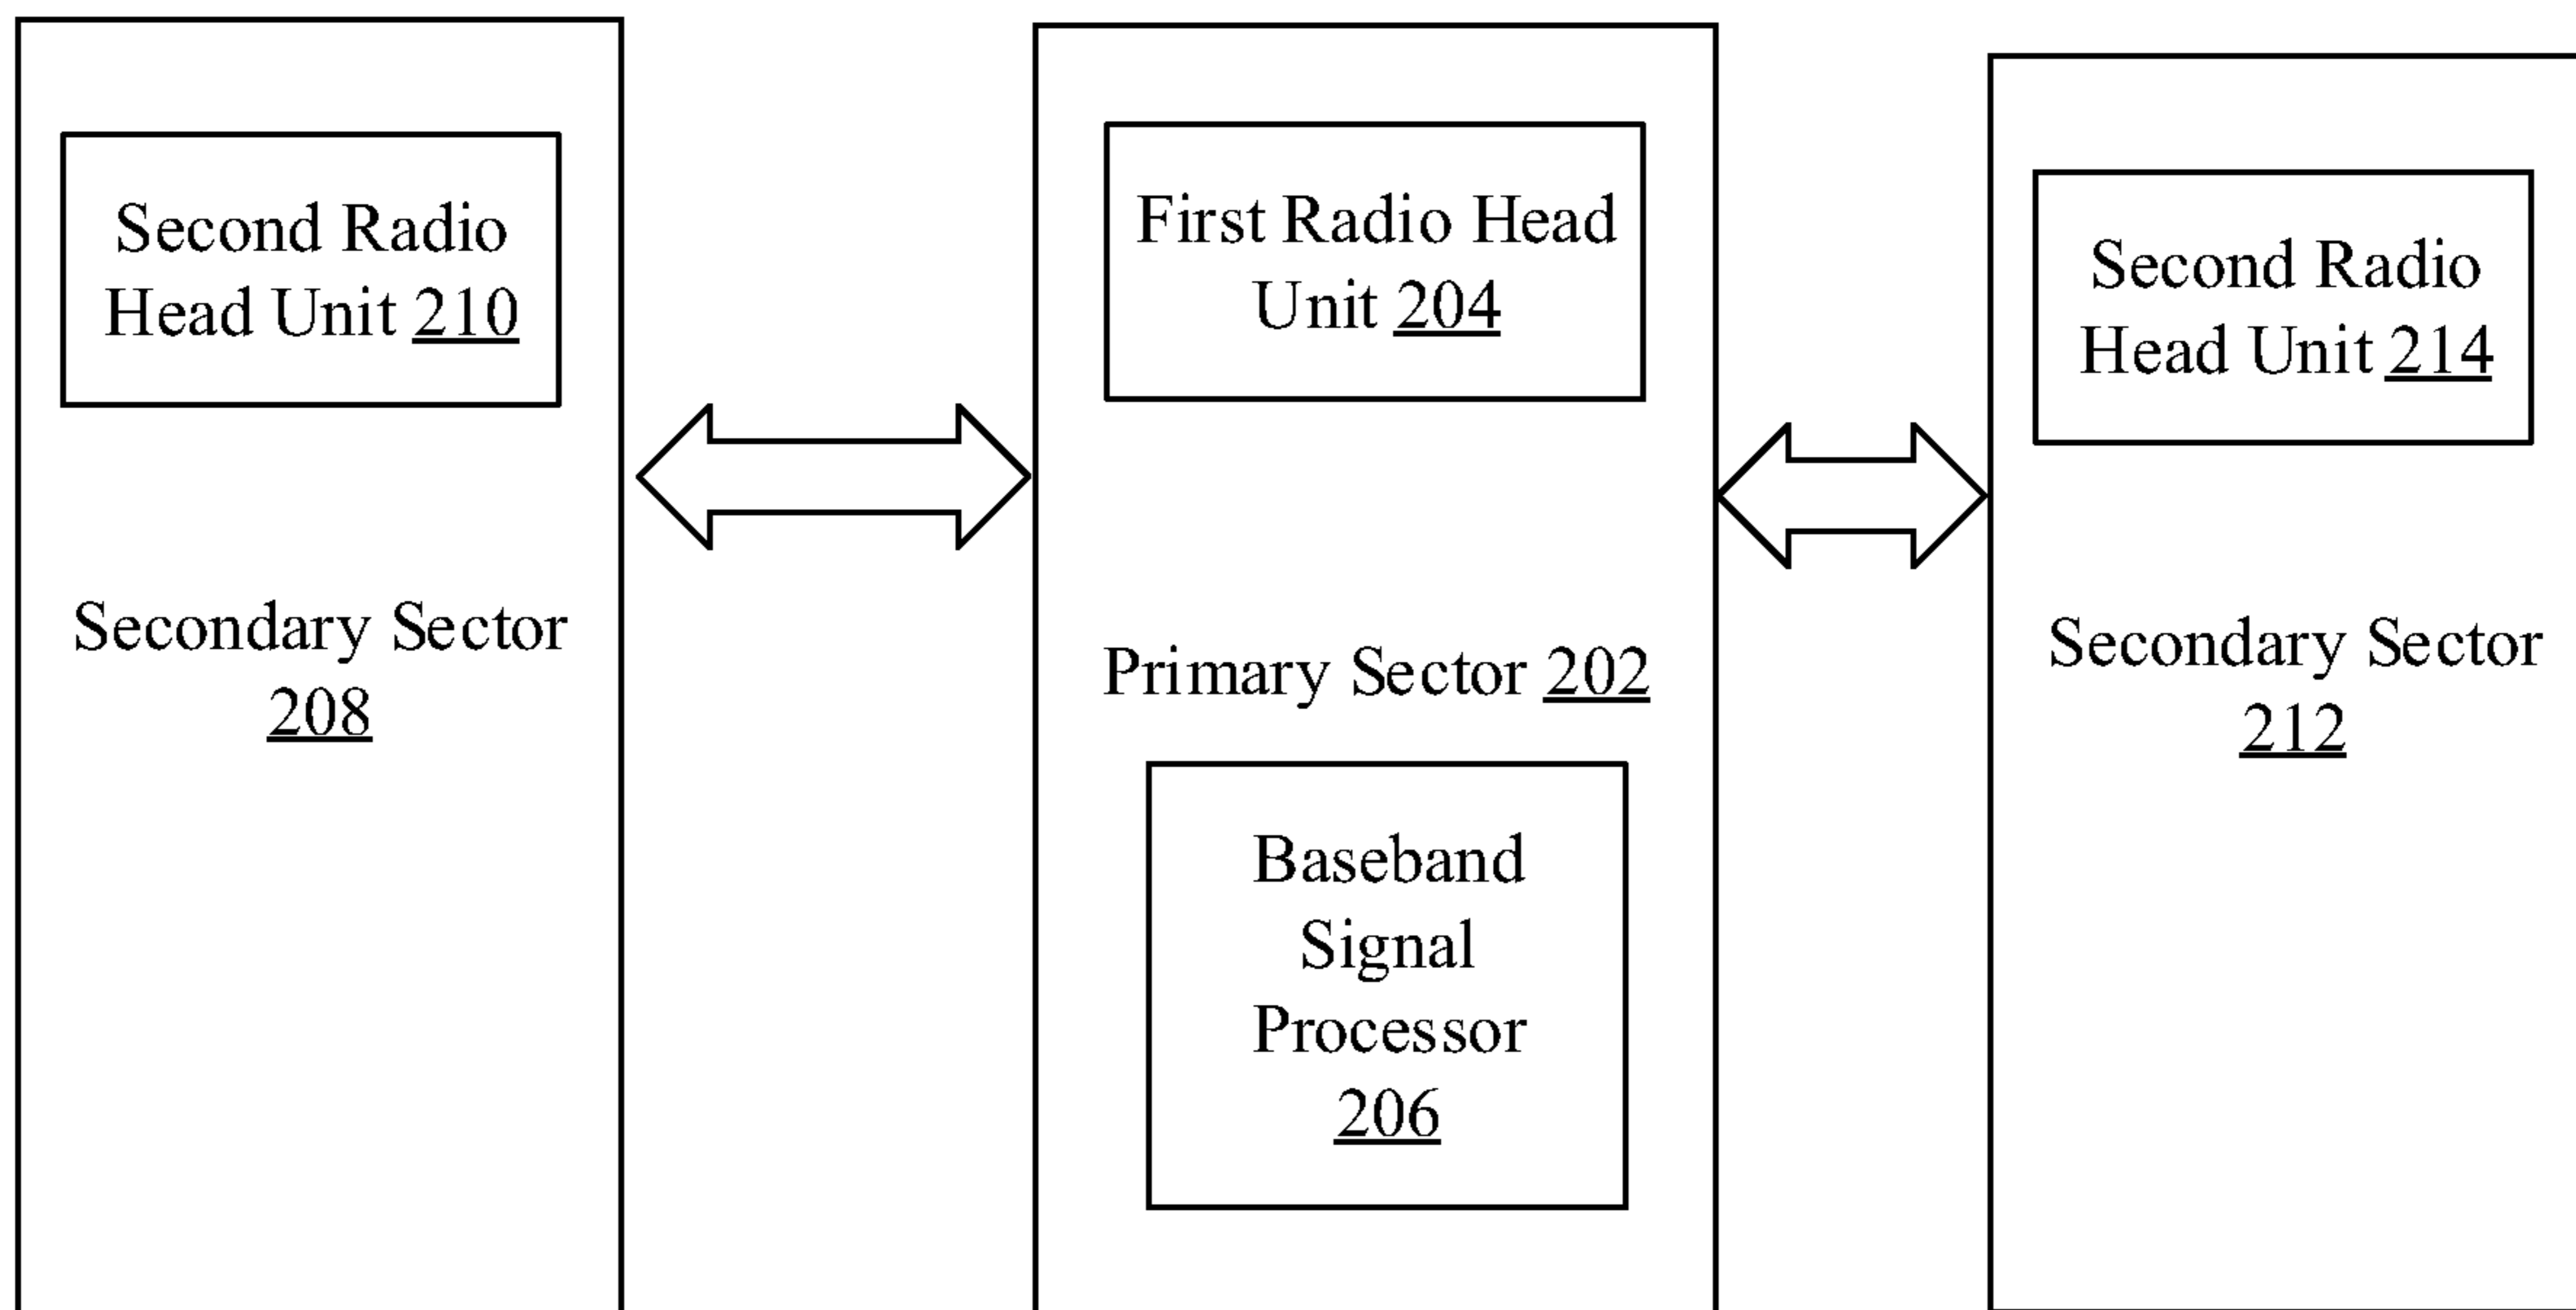 Second Radio
Head Unit 210
Secondary Sector
208
First Radio Head
Unit 204
Primary Sector 202
Baseband
Signal
Processor
206
Second Radio
Head Unit 214
Secondary Sector
212